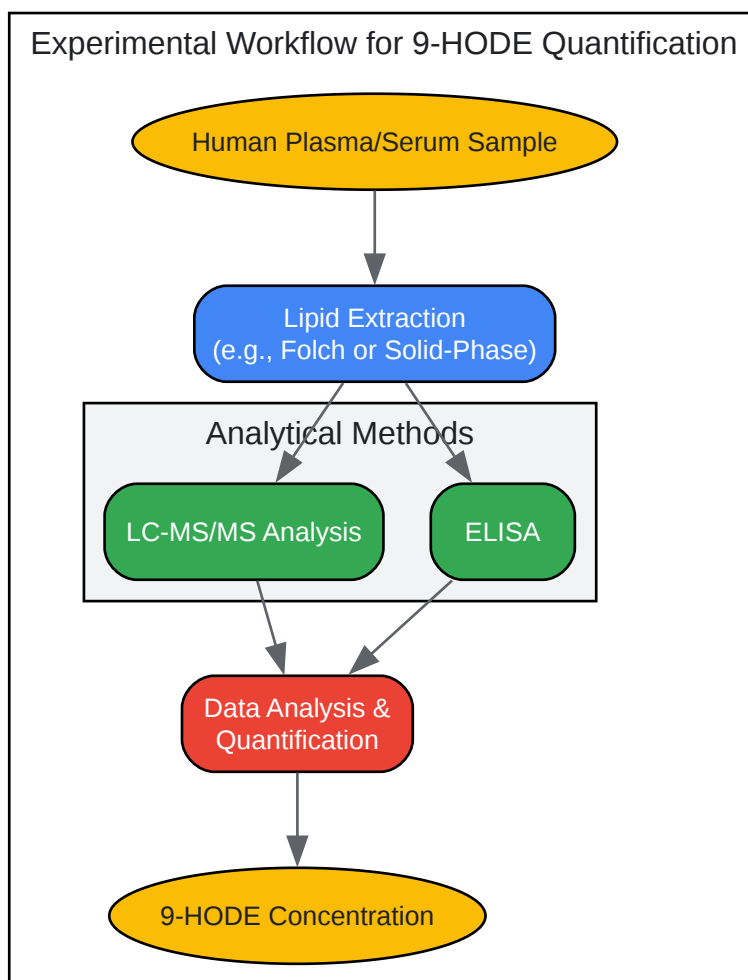 Experimental Workflow for 9-HODE Quantification
Human Plasma/Serum Sample
Lipid Extraction
(e.g., Folch or Solid-Phase)
Analytical Methods
LC-MS/MS Analysis
ELISA
Data Analysis &
Quantification
9-HODE Concentration